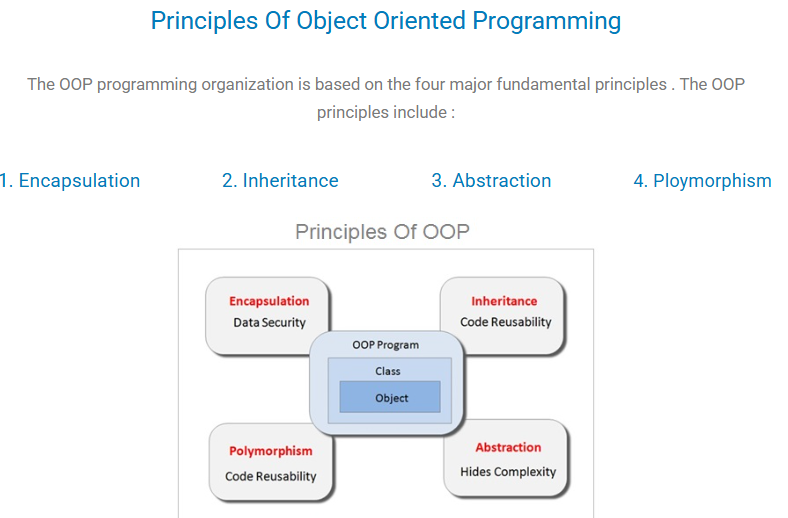 Principles Of Object Oriented Programming
The OOP programming organization is based on the four major fundamental principles . The OOP
principles include :
1. Encapsulation
2. Inheritance
3. Abstraction
4. Ploymorphism
Principles Of OOP
Encapsulation
Data Security
Inheritance
Code Reusability
OOP Program
Class
Object
Polymorphism
Code Reusability
Abstraction
Hides Complexity